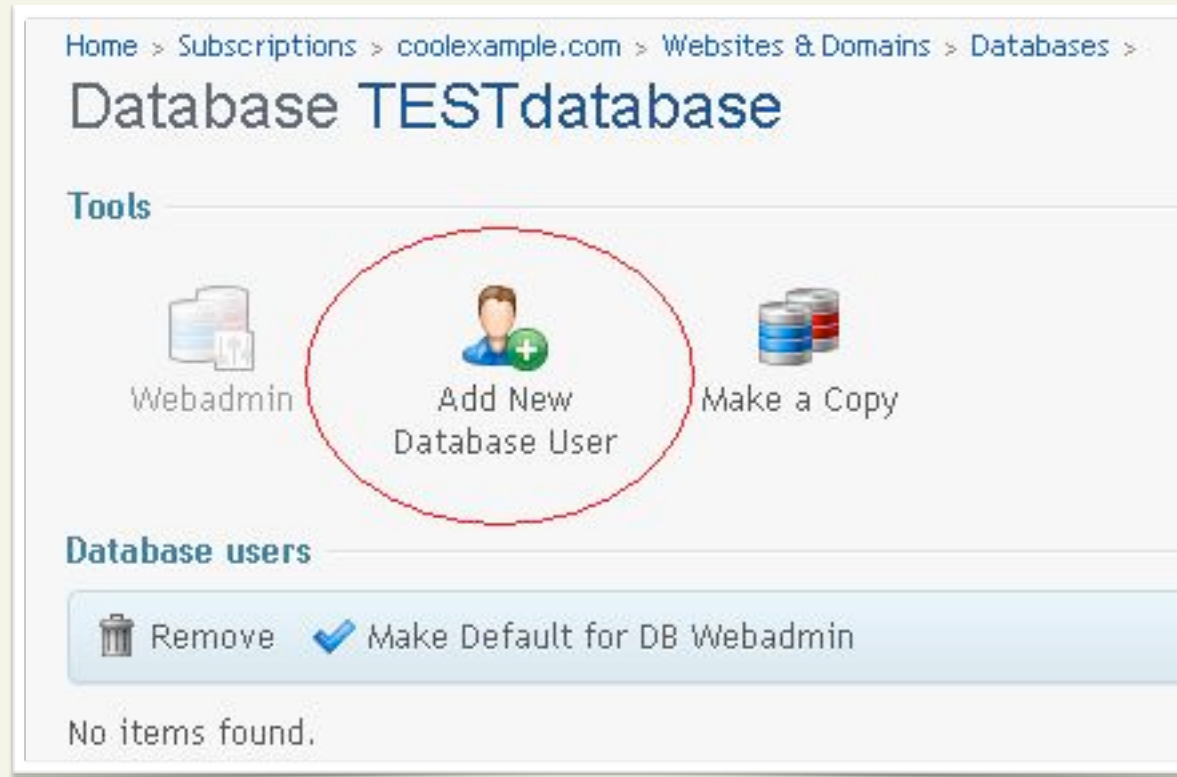 Home > Subscriptions > coolexample.com > Websites & Domains > Databases >
Database TESTdatabase
Tools
Webadmin
Add New
Database User
Make a Copy
Database users
Remove
Make Default for DB Webadmin
No items found.